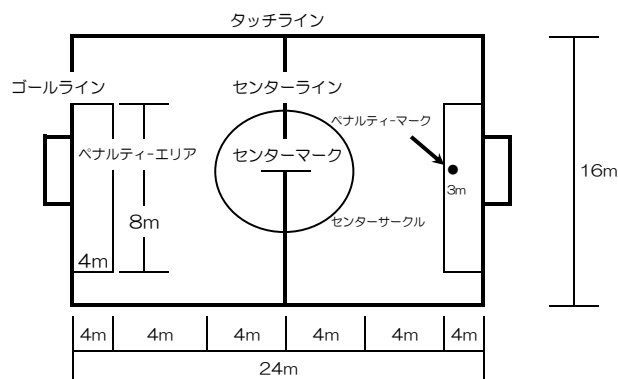 タッチライン
ゴールライン
センターライン
ペナルティ-マーク
ペナルティ-エリア
センターマーク
16m
3m
8m
センターサークル
4m
4m
4m
4m
4m
4m
4m
24m